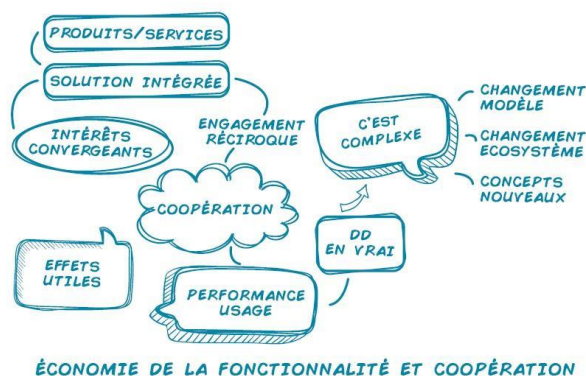 PRODUITS/SERVICES
SOLUTION INTÉGRÉE
INTÉRÊTS
CONVERGEANTS
ENGAGEMENT
RÉCIPROQUE
COOPÉRATION
EFFETS
UTILES
PERFORMANCE
USAGE
DD
EN VRAI
C'EST
COMPLEXE
CHANGEMENT
MODÈLE
CHANGEMENT
ECOSYSTÈME
CONCEPTS
NOUVEAUX
ÉCONOMIE DE LA FONCTIONNALITÉ ET COOPÉRATION